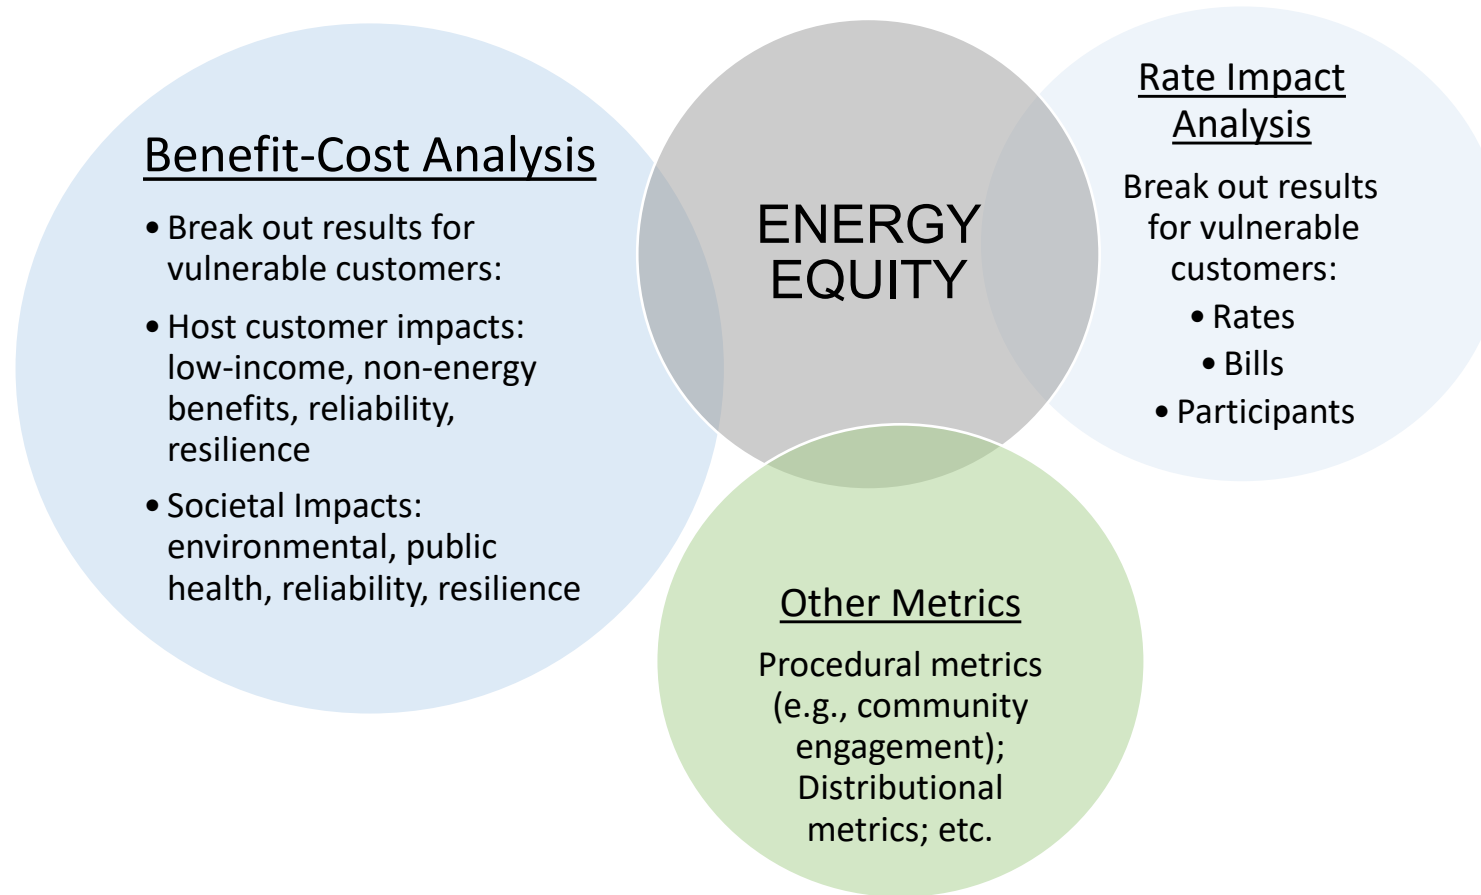 Benefit-Cost Analysis
• Break out results for
vulnerable customers:
• Host customer impacts:
low-income, non-energy
benefits, reliability,
resilience
• Societal Impacts:
environmental, public
health, reliability, resilience
ENERGY
EQUITY
Rate Impact
Analysis
Break out results
for vulnerable
customers:
• Rates
• Bills
• Participants
Other Metrics
Procedural metrics
(e.g., community
engagement);
Distributional
metrics; etc.